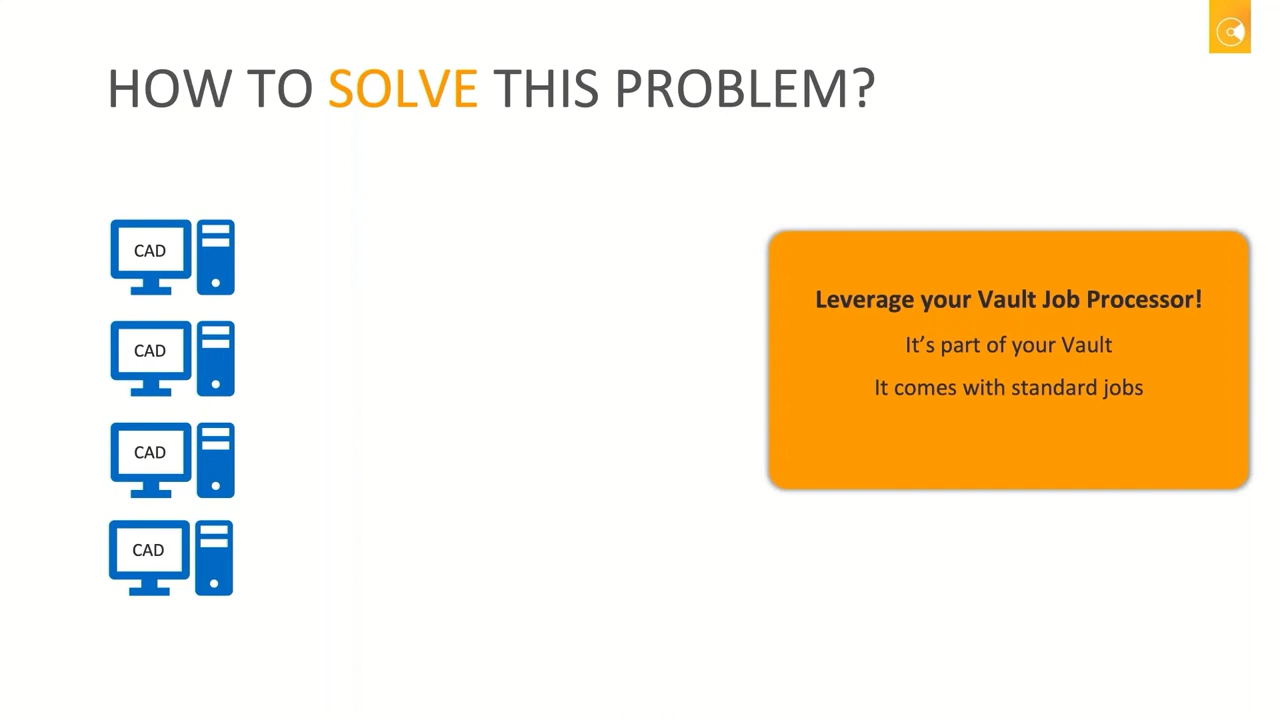 HOW TO SOLVE THIS PROBLEM?
CAD
CAD
CAD
CAD
Leverage your Vault Job Processor!
It's part of your Vault
It comes with standard jobs